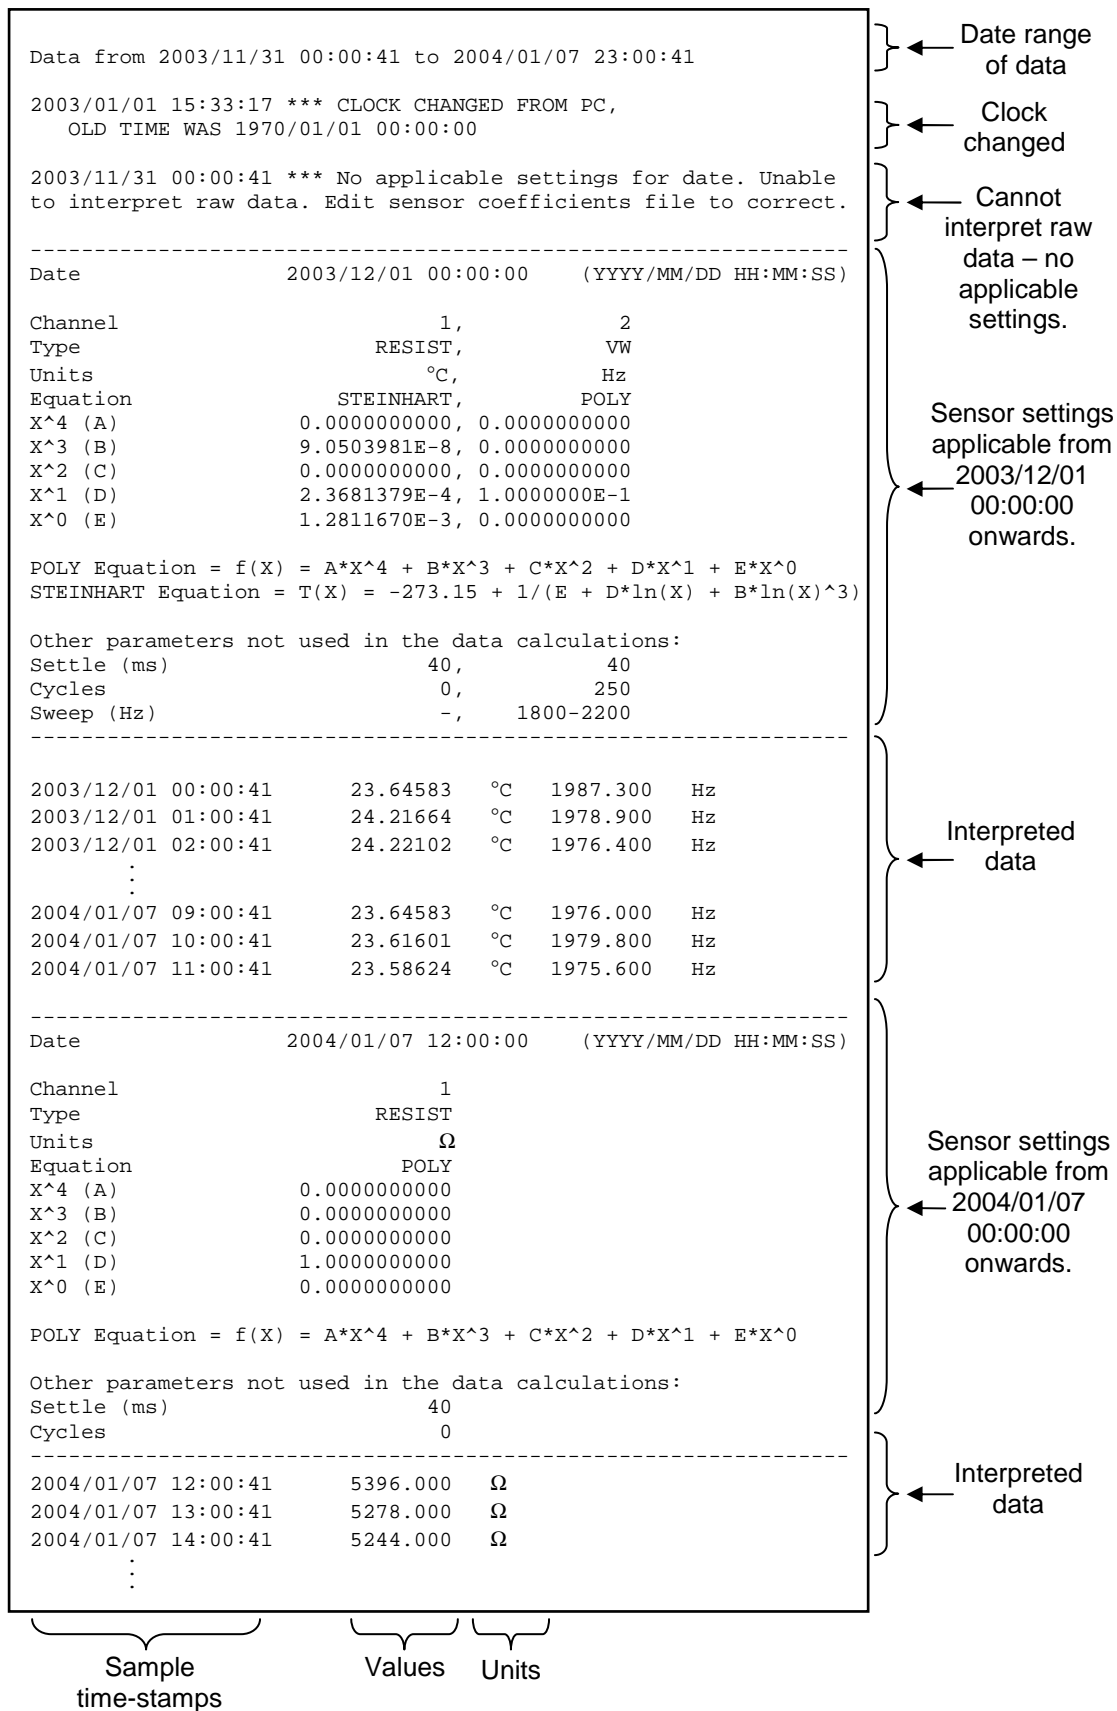 Data from 2003/11/31 00:00:41 to 2004/01/07 23:00:41
Date range
of data
2003/01/01 15:33:17 *** CLOCK CHANGED FROM PC,
OLD TIME WAS 1970/01/01 00:00:00
Clock
changed
2003/11/31 00:00:41 *** No applicable settings for date. Unable
to interpret raw data. Edit sensor coefficients file to correct.
Cannot
interpret raw
data – no
applicable
settings.
----------------------------------------------------------------
Date 2003/12/01 00:00:00 (YYYY/MM/DD HH:MM:SS)
Channel 1, 2
Type RESIST, VW
Units °C, Hz
Equation STEINHART, POLY
X^4 (A) 0.0000000000, 0.0000000000
X^3 (B) 9.0503981E-8, 0.0000000000
X^2 (C) 0.0000000000, 0.0000000000
X^1 (D) 2.3681379E-4, 1.0000000E-1
X^0 (E) 1.2811670E-3, 0.0000000000
POLY Equation = f(X) = A*X^4 + B*X^3 + C*X^2 + D*X^1 + E*X^0
STEINHART Equation = T(X) = -273.15 + 1/(E + D*ln(X) + B*ln(X)^3)
Other parameters not used in the data calculations:
Settle (ms) 40, 40
Cycles 0, 250
Sweep (Hz) -, 1800-2200
----------------------------------------------------------------
Sensor settings
applicable from
2003/12/01
00:00:00
onwards.
2003/12/01 00:00:41 23.64583 °C 1987.300 Hz
2003/12/01 01:00:41 24.21664 °C 1978.900 Hz
2003/12/01 02:00:41 24.22102 °C 1976.400 Hz
.
.
.
2004/01/07 09:00:41 23.64583 °C 1976.000 Hz
2004/01/07 10:00:41 23.61601 °C 1979.800 Hz
2004/01/07 11:00:41 23.58624 °C 1975.600 Hz
Interpreted
data
----------------------------------------------------------------
Date 2004/01/07 12:00:00 (YYYY/MM/DD HH:MM:SS)
Channel 1
Type RESIST
Units Ω
Equation POLY
X^4 (A) 0.0000000000
X^3 (B) 0.0000000000
X^2 (C) 0.0000000000
X^1 (D) 1.0000000000
X^0 (E) 0.0000000000
POLY Equation = f(X) = A*X^4 + B*X^3 + C*X^2 + D*X^1 + E*X^0
Other parameters not used in the data calculations:
Settle (ms) 40
Cycles 0
----------------------------------------------------------------
Sensor settings
applicable from
2004/01/07
00:00:00
onwards.
2004/01/07 12:00:41 5396.000 Ω
2004/01/07 13:00:41 5278.000 Ω
2004/01/07 14:00:41 5244.000 Ω
.
.
.
Interpreted
data
Sample
time-stamps
Values
Units